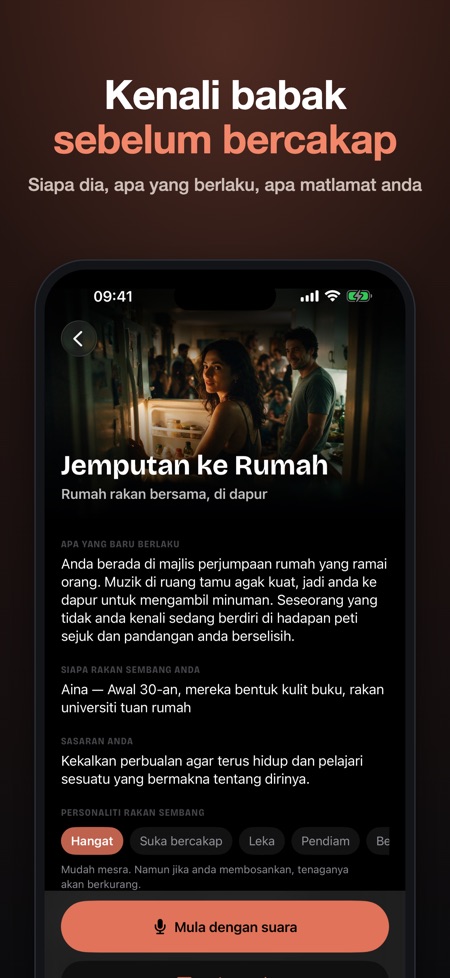 Kenali babak
sebelum bercakap
Siapa dia, apa yang berlaku, apa matlamat anda
09:41
Jemputan ke Rumah
Rumah rakan bersama, di dapur
APA YANG BARU BERLAKU
Anda berada di majlis perjumpaan rumah yang ramai
orang. Muzik di ruang tamu agak kuat, jadi anda ke
dapur untuk mengambil minuman. Seseorang yang
tidak anda kenali sedang berdiri di hadapan peti
sejuk dan pandangan anda berselisih.
SIAPA RAKAN SEMBANG ANDA
Aina — Awal 30-an, mereka bentuk kulit buku, rakan
universiti tuan rumah
SASARAN ANDA
Kekalkan perbualan agar terus hidup dan pelajari
sesuatu yang bermakna tentang dirinya.
PERSONALITI RAKAN SEMBANG
Hangat Suka bercakap Leka Pendiam Be
Mudah mesra. Namun jika anda membosankan, tenaganya
akan berkurang.
Mula dengan suara